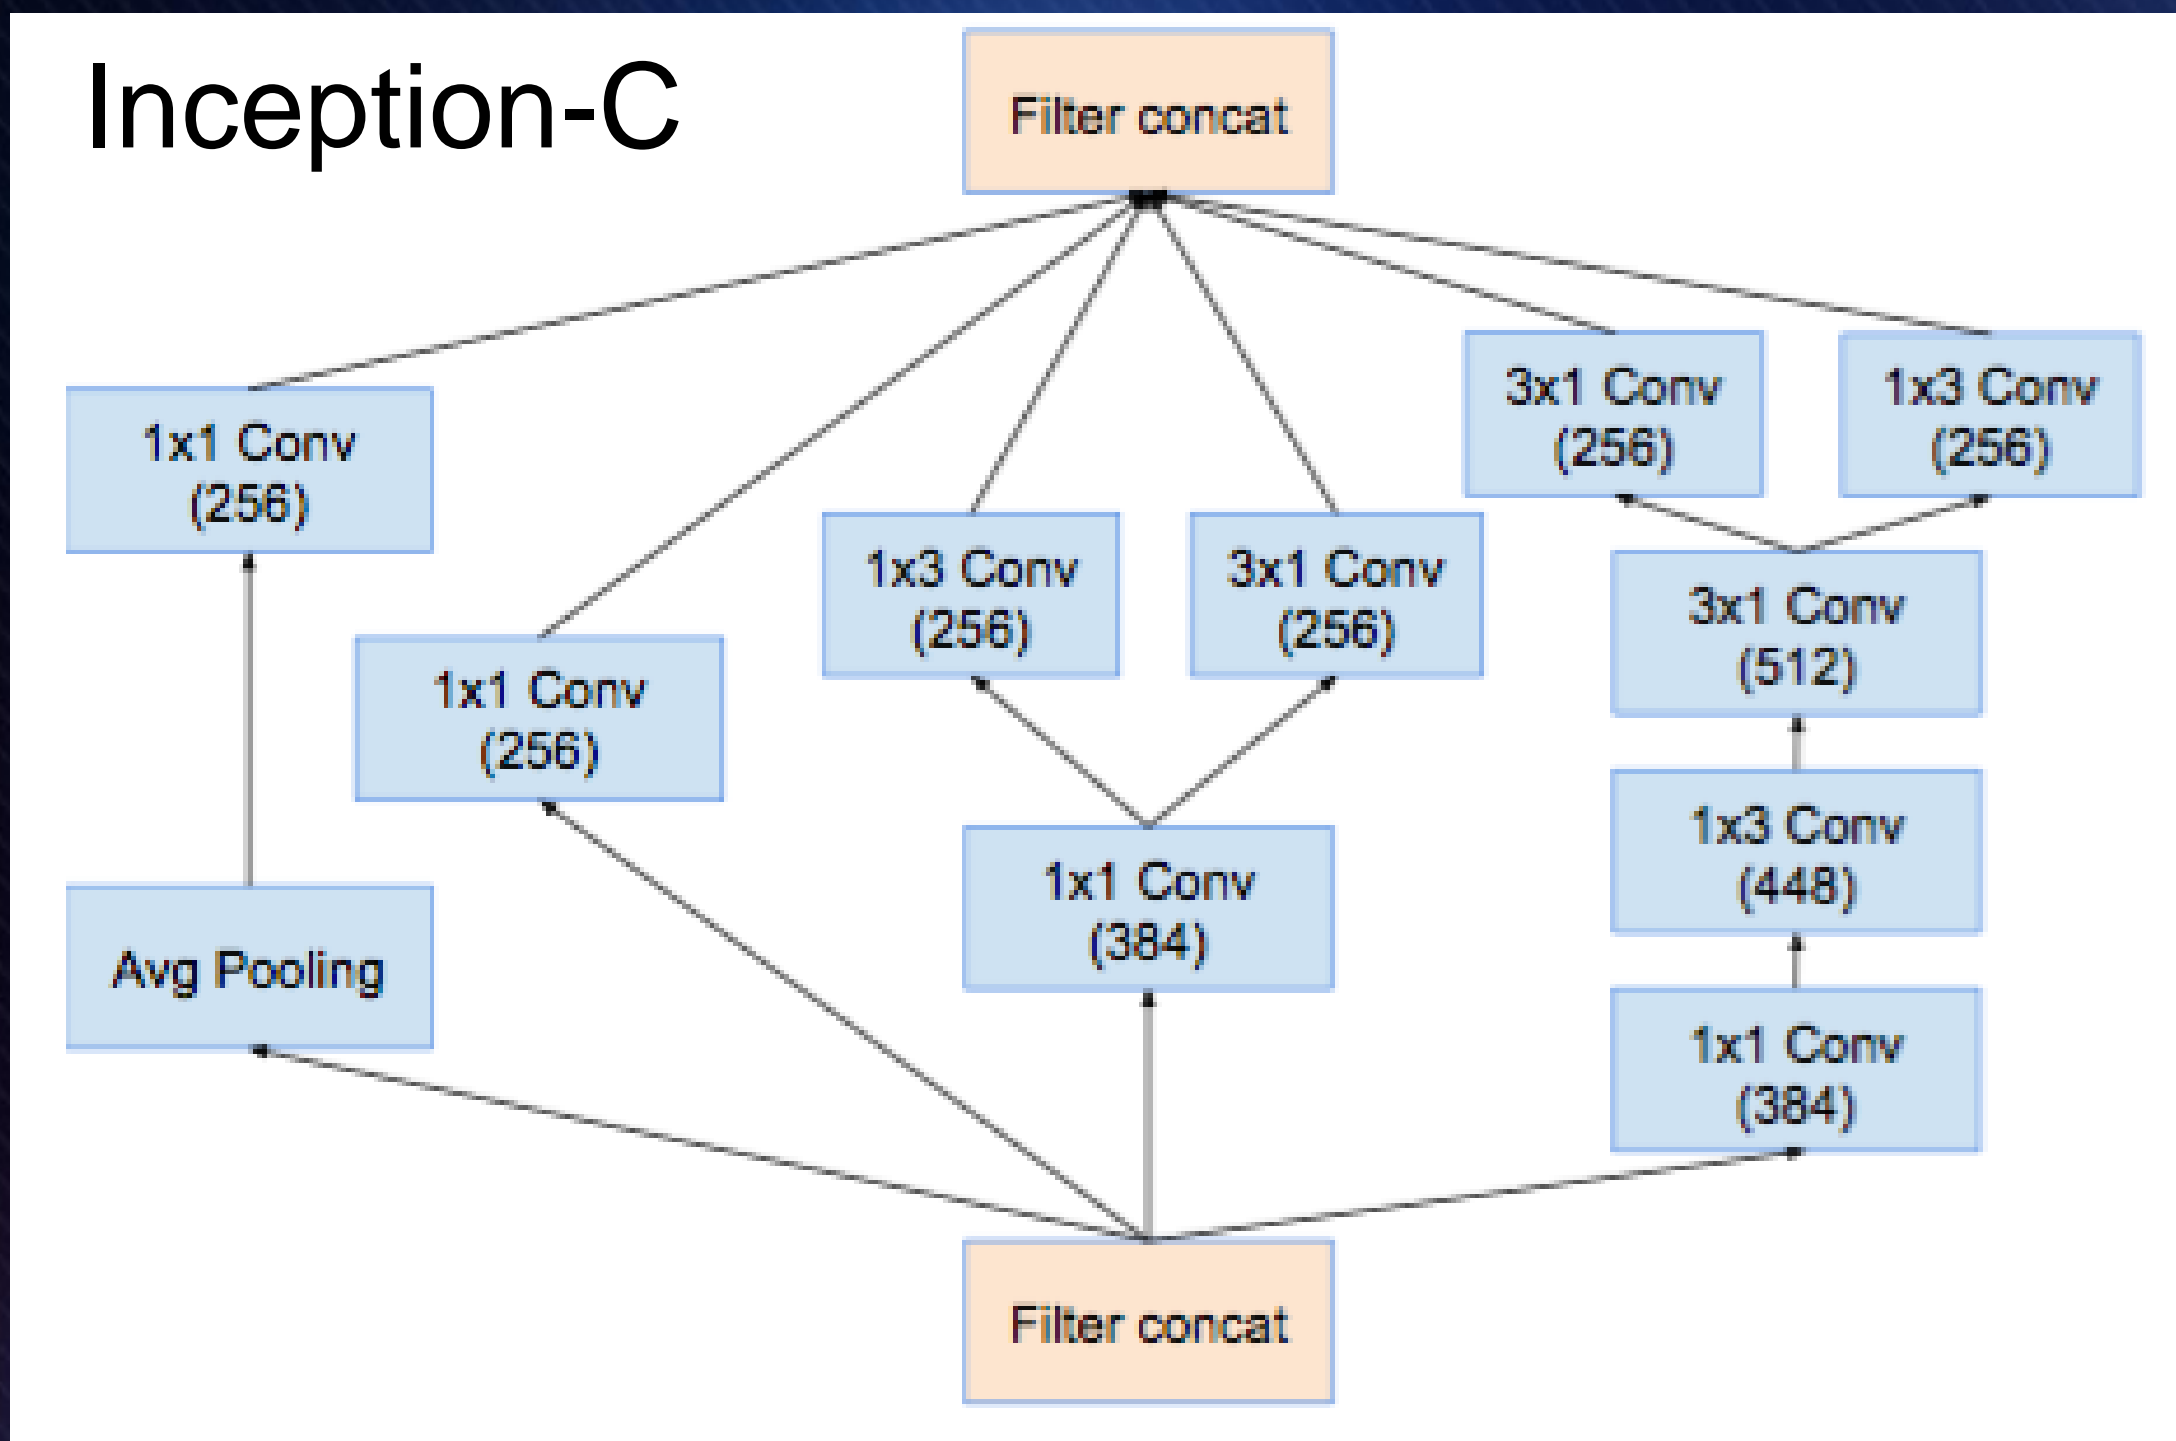 Inception-C
Filter concat
3x1 Conv
(256)
1x3 Conv
(256)
1x1 Conv
(256)
1x3 Conv
(256)
3x1 Conv
(256)
3x1 Conv
(512)
1x1 Conv
(256)
1x3 Conv
(448)
1x1 Conv
(384)
Avg Pooling
1x1 Conv
(384)
Filter concat